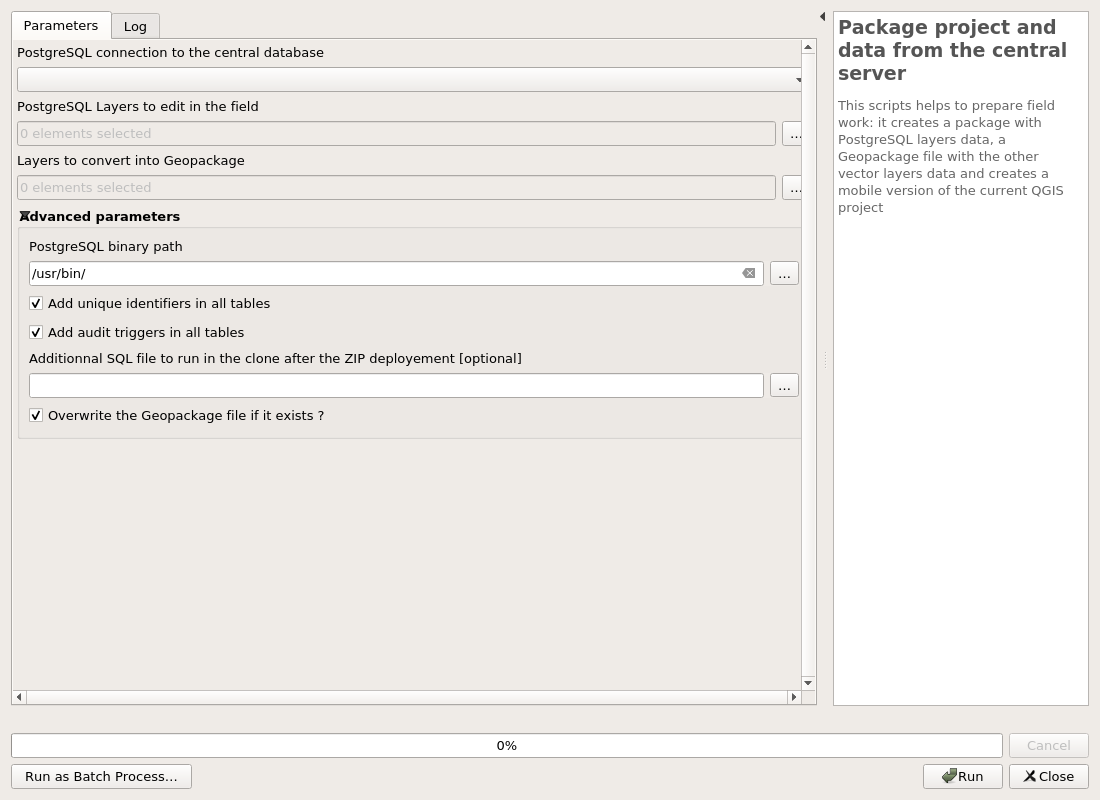 Parameters
Log
PostgreSQL connection to the central database
PostgreSQL Layers to edit in the field
0 elements selected
...
Layers to convert into Geopackage
0 elements selected
...
Advanced parameters
PostgreSQL binary path
/usr/bin/
...
Add unique identifiers in all tables
Add audit triggers in all tables
Additionnal SQL file to run in the clone after the ZIP deployement [optional]
...
Overwrite the Geopackage file if it exists ?
Package project and
data from the central
server
This scripts helps to prepare field
work: it creates a package with
PostgreSQL layers data, a
Geopackage file with the other
vector layers data and creates a
mobile version of the current QGIS
project
0%
Cancel
Run as Batch Process...
Run
Close